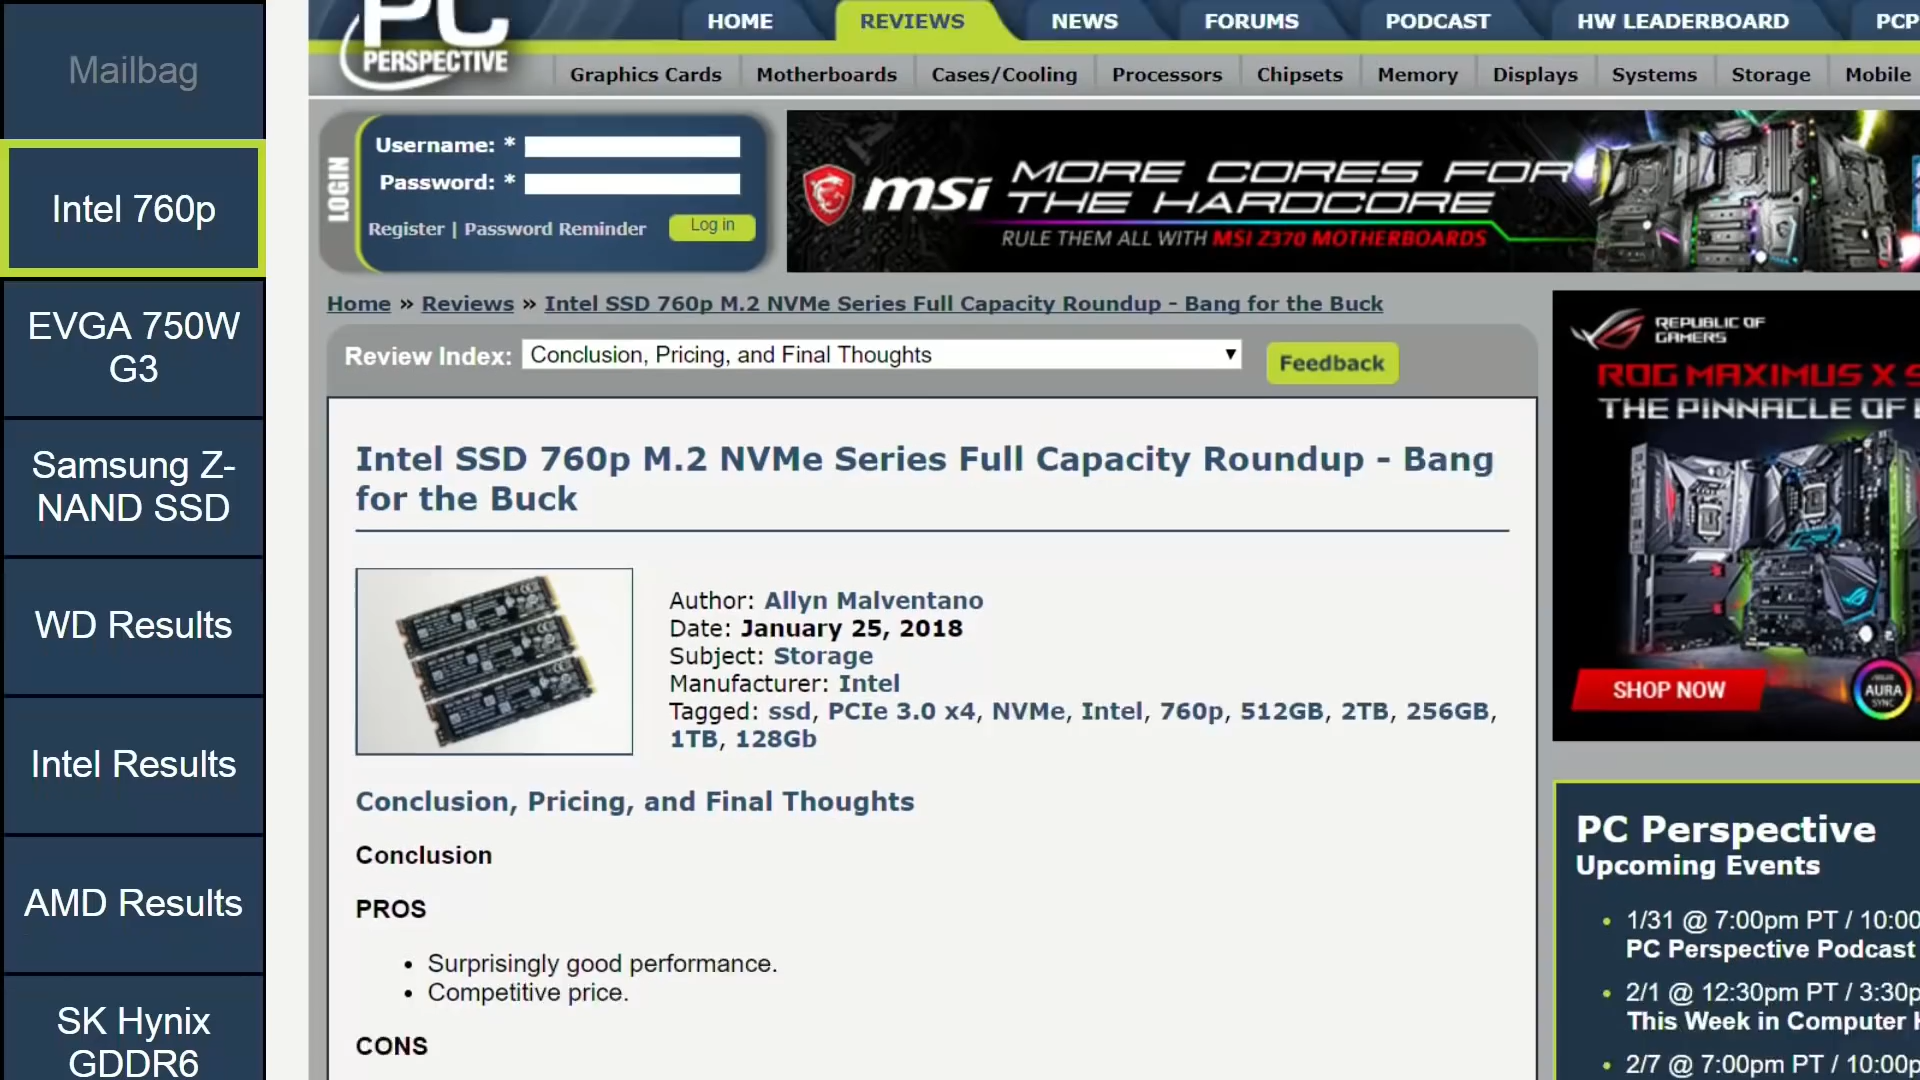 Mailbag
Intel 760p
EVGA 750W
G3
Samsung Z-
NAND SSD
WD Results
Intel Results
AMD Results
SK Hynix
GDDR6
PC
PERSPECTIVE
HOME
REVIEWS
NEWS
FORUMS
PODCAST
HW LEADERBOARD
PCP
Graphics Cards
Motherboards
Cases/Cooling
Processors
Chipsets
Memory
Displays
Systems
Storage
Mobile
LOGIN
Username: *
Password: *
Register | Password Reminder
Log in
msi
MORE CORES FOR
THE HARDCORE
RULE THEM ALL WITH MSI Z370 MOTHERBOARDS
Home » Reviews » Intel SSD 760p M.2 NVMe Series Full Capacity Roundup - Bang for the Buck
Review Index: Conclusion, Pricing, and Final Thoughts
Feedback
Intel SSD 760p M.2 NVMe Series Full Capacity Roundup - Bang
for the Buck
Author: Allyn Malventano
Date: January 25, 2018
Subject: Storage
Manufacturer: Intel
Tagged: ssd, PCIe 3.0 x4, NVMe, Intel, 760p, 512GB, 2TB, 256GB,
1TB, 128Gb
Conclusion, Pricing, and Final Thoughts
Conclusion
PROS
• Surprisingly good performance.
• Competitive price.
CONS
REPUBLIC OF
GAMERS
ROG MAXIMUS X
THE PINNACLE OF
SHOP NOW
AURA
SYNC
PC Perspective
Upcoming Events
• 1/31 @ 7:00pm PT / 10:00
PC Perspective Podcast
• 2/1 @ 12:30pm PT / 3:30p
This Week in Computer
• 2/7 @ 7:00pm PT / 10:00p